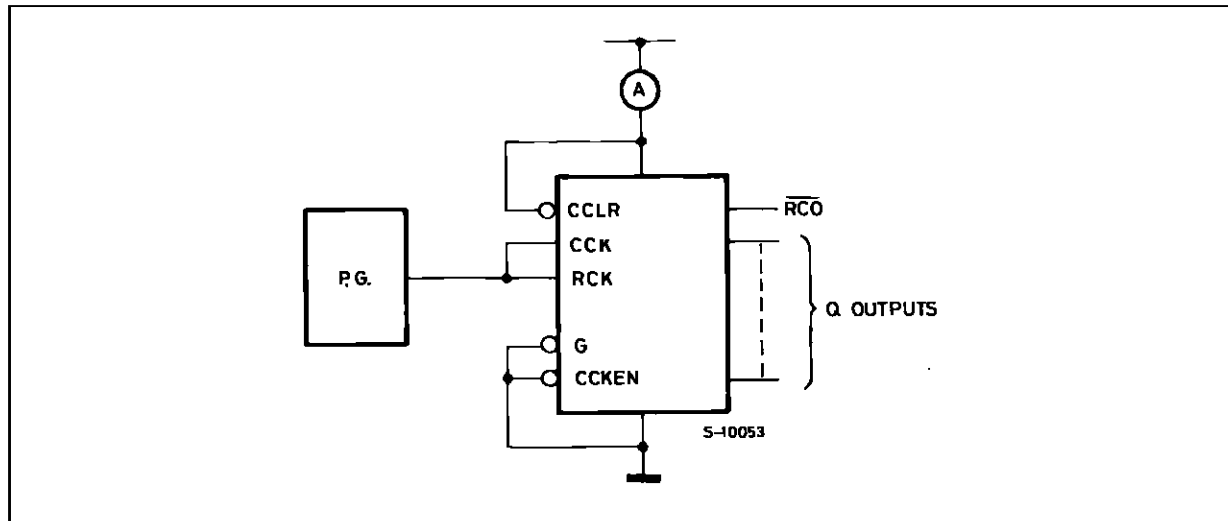 A
CCLR
RCO
CCK
P.G.
RCK
Q OUTPUTS
G
CCKEN
S-10053